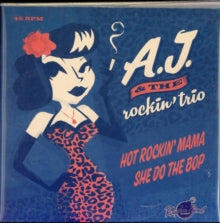 45 RPM
A.J.
& THE
rockin' trio
HOT ROCKIN' MAMA
SHE DO THE BOP